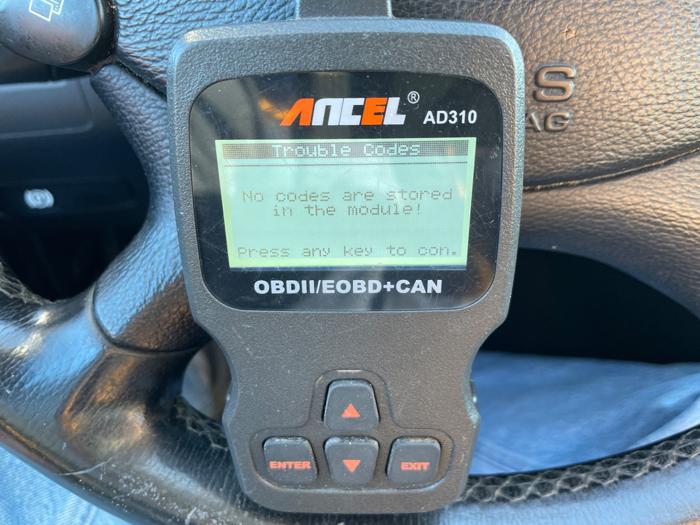 ANCEL®
AD310
Trouble Codes
No codes are stored
in the module!
Press any key to con.
OBDII/EOBD+CAN
ENTER
EXIT
S
AG